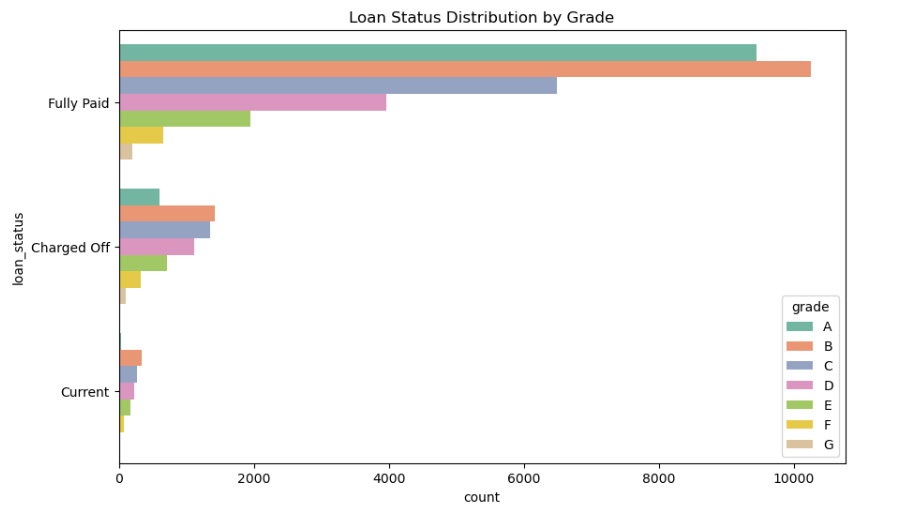 Loan Status Distribution by Grade
loan_status
Fully Paid
Charged Off
Current
grade
A
B
C
D
E
F
G
0 2000 4000 6000 8000 10000
count